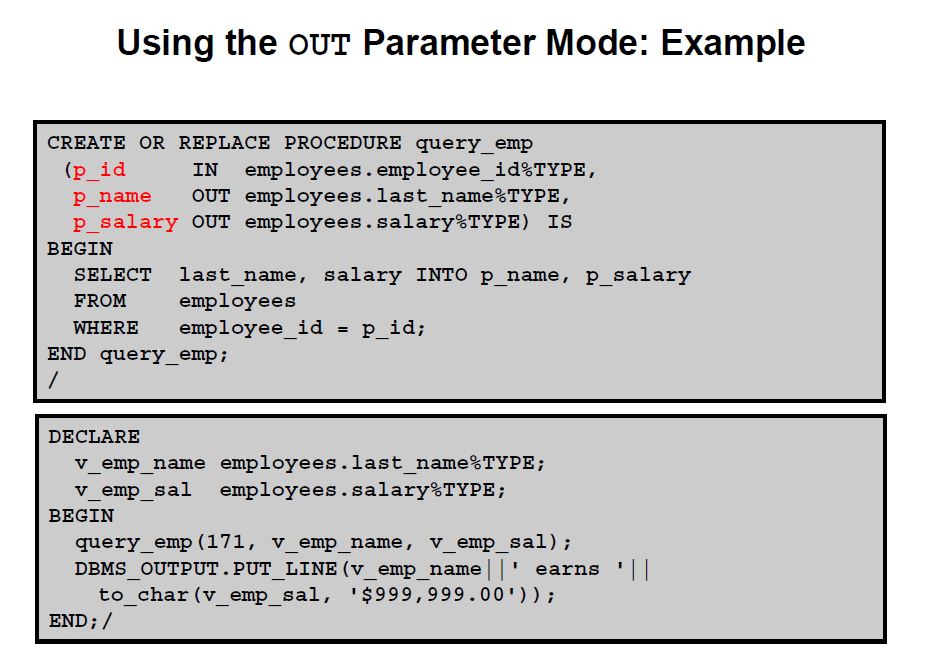 Using the OUT Parameter Mode: Example
CREATE OR REPLACE PROCEDURE query_emp
(p_id IN employees.employee_id%TYPE,
p_name OUT employees.last_name%TYPE,
p_salary OUT employees.salary%TYPE) IS
BEGIN
SELECT last_name, salary INTO p_name, p_salary
FROM employees
WHERE employee_id = p_id;
END query_emp;
/
DECLARE
v_emp_name employees.last_name%TYPE;
v_emp_sal employees.salary%TYPE;
BEGIN
query_emp(171, v_emp_name, v_emp_sal);
DBMS_OUTPUT.PUT_LINE(v_emp_name||' earns '||
to_char(v_emp_sal, '$999,999.00'));
END;/